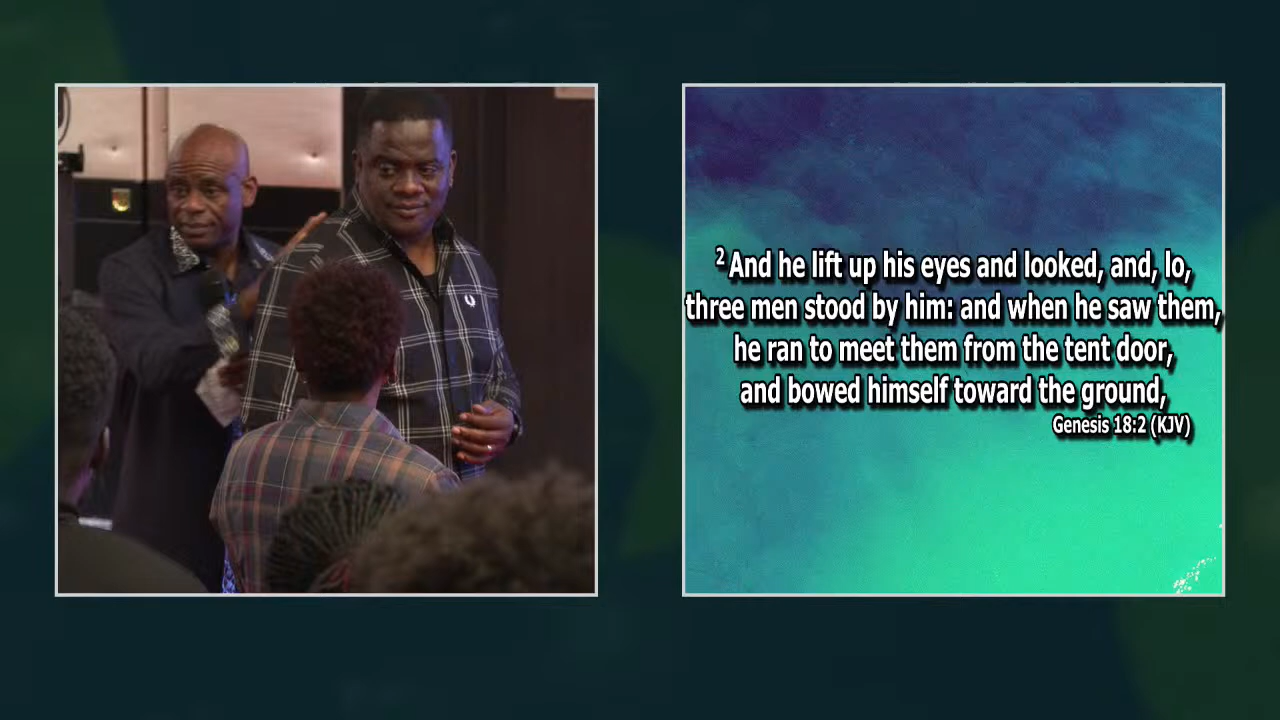 2 And he lift up his eyes and looked, and, lo,
three men stood by him: and when he saw them,
he ran to meet them from the tent door,
and bowed himself toward the ground,
Genesis 18:2 (KJV)